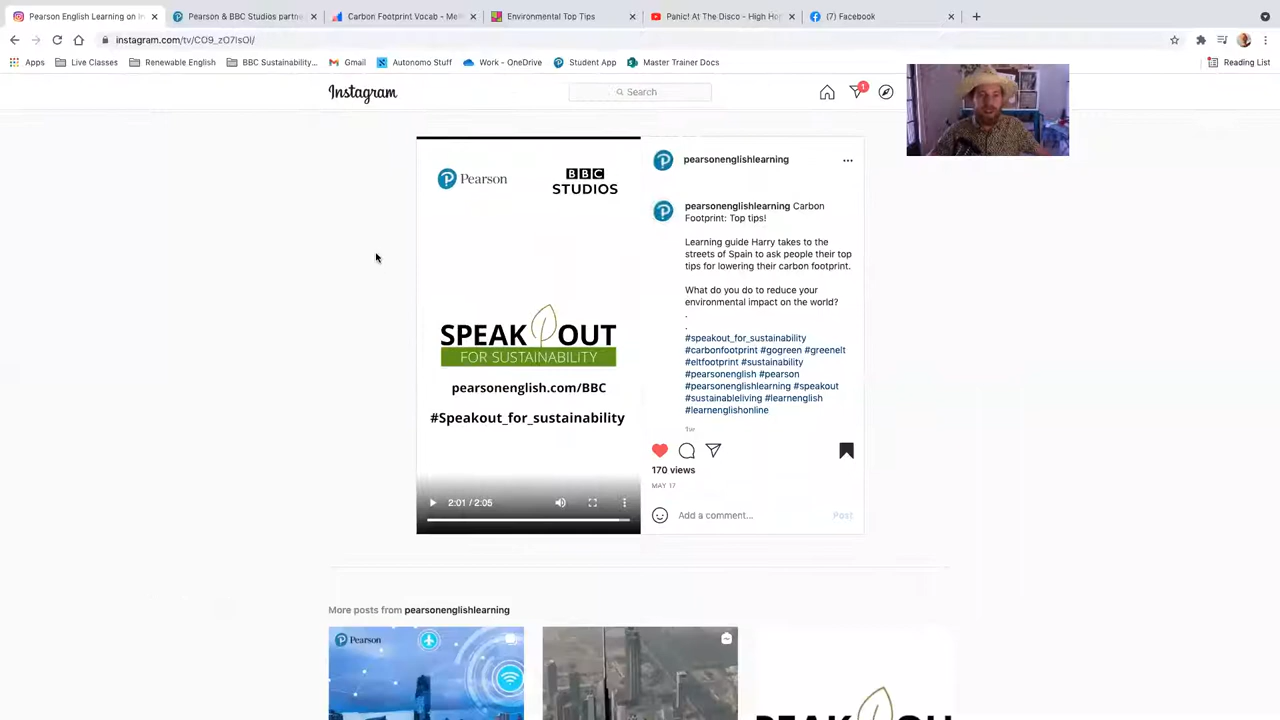 Pearson English Learning on In
Pearson & BBC Studios partne
Carbon Footprint Vocab - Me
Environmental Top Tips
Panic! At The Disco - High Hop
(7) Facebook
instagram.com/tv/CO9_zO7IsOI/
Apps
Live Classes
Renewable English
BBC Sustainability...
Gmail
Autonomo Stuff
Work - OneDrive
Student App
Master Trainer Docs
Reading List
Instagram
Search
1
Pearson
BBC
STUDIOS
SPEAK OUT
FOR SUSTAINABILITY
pearsonenglish.com/BBC
#Speakout_for_sustainability
2:01 / 2:05
pearsonenglishlearning
pearsonenglishlearning Carbon
Footprint: Top tips!
Learning guide Harry takes to the
streets of Spain to ask people their top
tips for lowering their carbon footprint.
What do you do to reduce your
environmental impact on the world?
.
.
#speakout_for_sustainability
#carbonfootprint #gogreen #greenelt
#eltfootprint #sustainability
#pearsonenglish #pearson
#pearsonenglishlearning #speakout
#sustainableliving #learnenglish
#learnenglishonline
1w
170 views
MAY 17
Add a comment...
Post
More posts from pearsonenglishlearning
Pearson